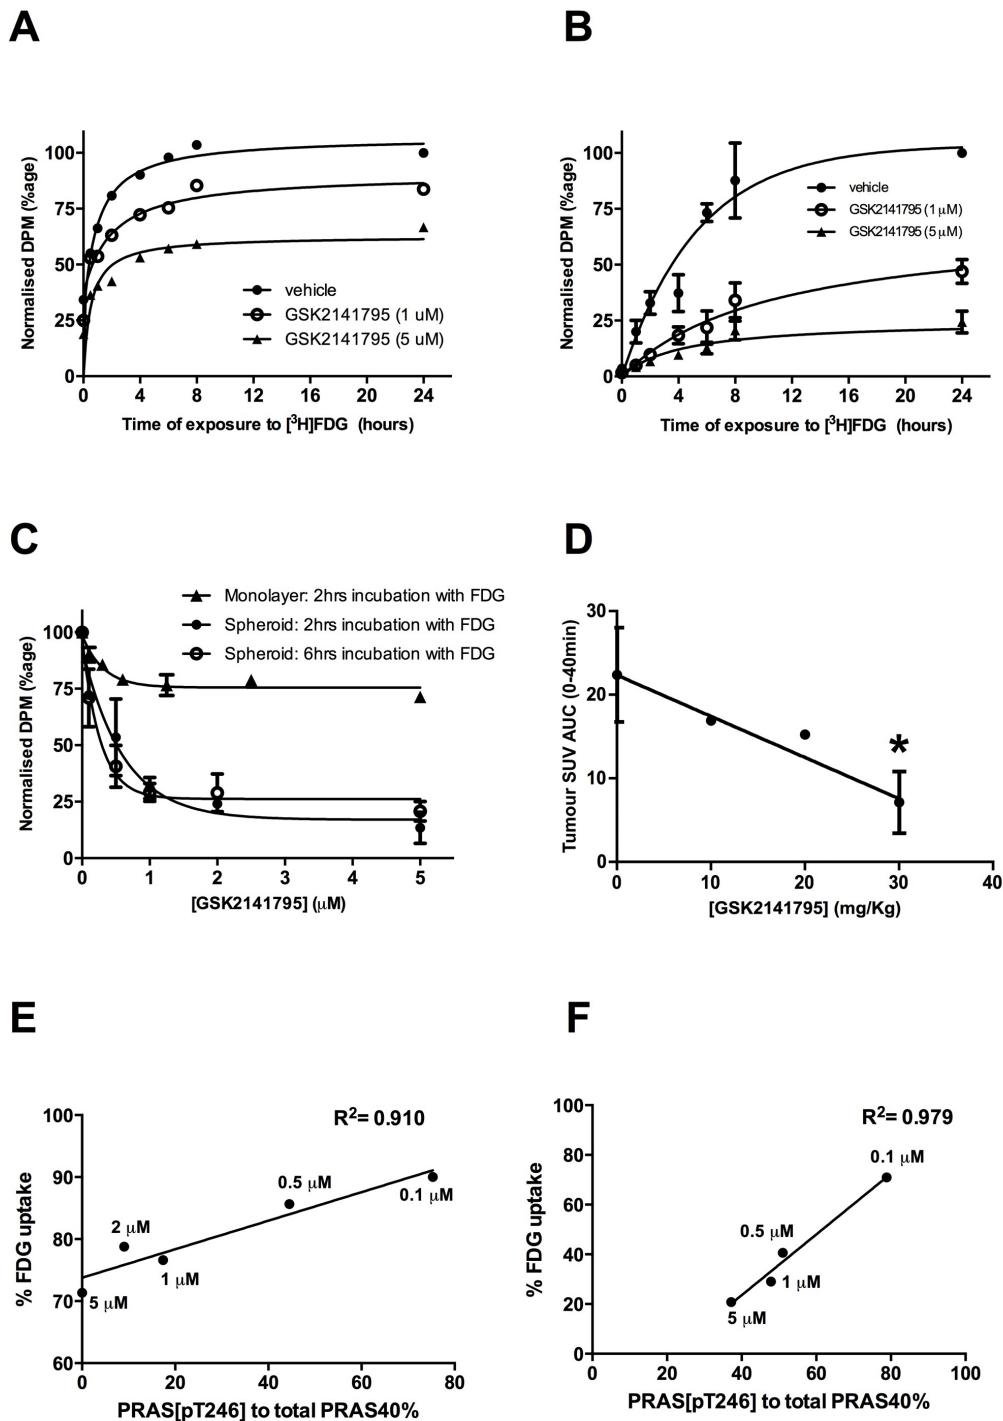 A
B
Normalised DPM (%age)
100
75
50
25
0
vehicle
GSK2141795 (1 uM)
GSK2141795 (5 uM)
0 4 8 12 16 20 24
Time of exposure to [³H]FDG (hours)
Normalised DPM (%age)
100
75
50
25
0
vehicle
GSK2141795 (1 μM)
GSK2141795 (5 μM)
0 4 8 12 16 20 24
Time of exposure to [³H]FDG (hours)
C
D
Monolayer: 2hrs incubation with FDG
Spheroid: 2hrs incubation with FDG
Spheroid: 6hrs incubation with FDG
Normalised DPM (%age)
100
75
50
25
0
0 1 2 3 4 5
[GSK2141795] (μM)
Tumour SUV AUC (0-40min)
30
20
10
0
*
0 10 20 30 40
[GSK2141795] (mg/Kg)
E
F
% FDG uptake
100
90
80
70
60
R²= 0.910
0.5 μM
0.1 μM
2 μM
1 μM
5 μM
0 20 40 60 80
PRAS[pT246] to total PRAS40%
% FDG uptake
100
80
60
40
20
0
R²= 0.979
0.1 μM
0.5 μM
1 μM
5 μM
0 20 40 60 80 100
PRAS[pT246] to total PRAS40%